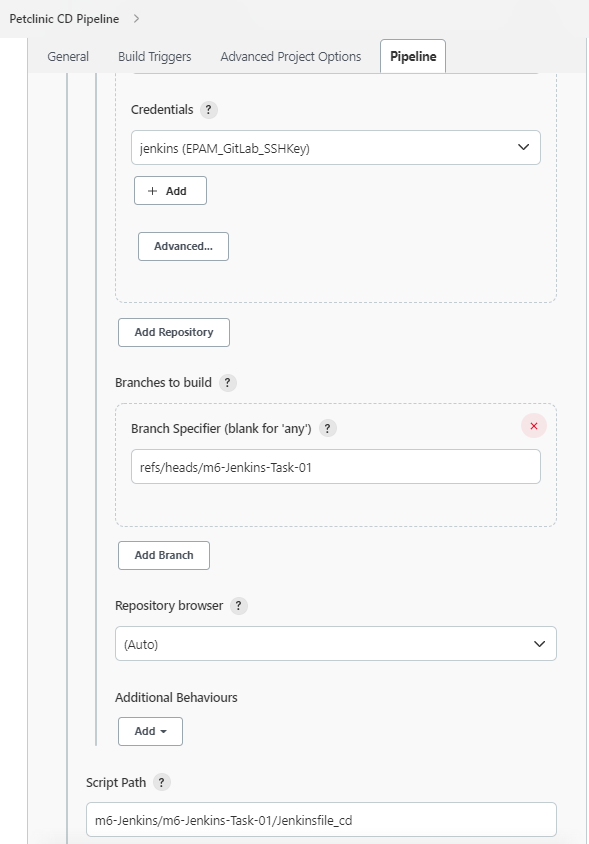 Petclinic CD Pipeline >
General Build Triggers Advanced Project Options Pipeline
Credentials ?
jenkins (EPAM_GitLab_SSHKey)
+ Add
Advanced...
Add Repository
Branches to build ?
Branch Specifier (blank for 'any') ?
refs/heads/m6-Jenkins-Task-01
Add Branch
Repository browser ?
(Auto)
Additional Behaviours
Add
Script Path ?
m6-Jenkins/m6-Jenkins-Task-01/Jenkinsfile_cd